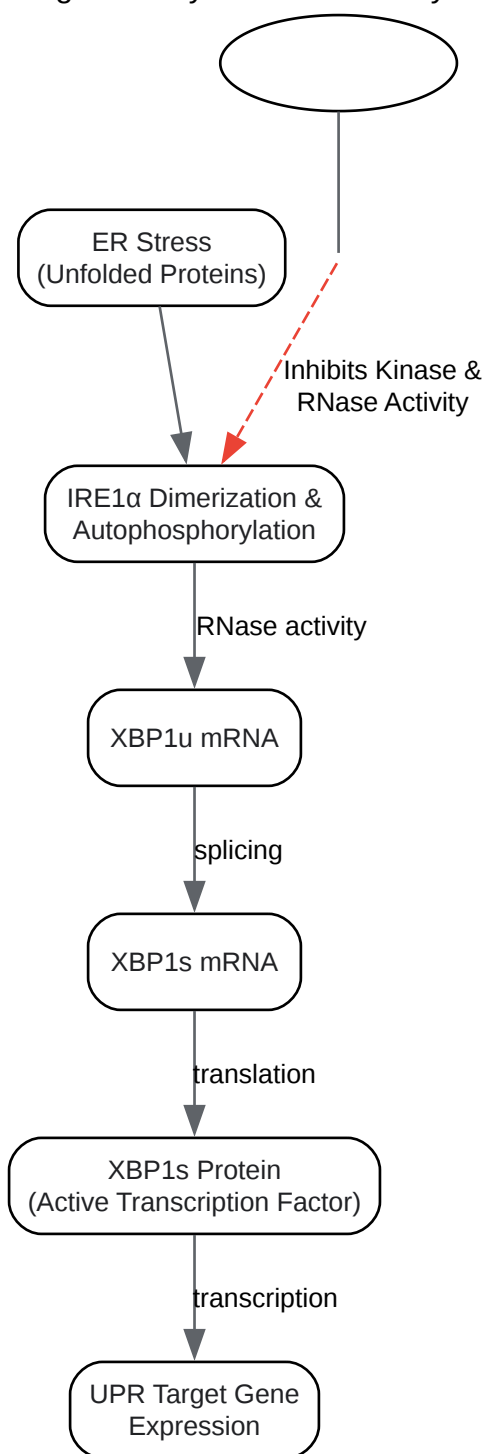 ER Stress
(Unfolded Proteins)
Inhibits Kinase &
RNase Activity
IRE1α Dimerization &
Autophosphorylation
RNase activity
XBP1u mRNA
splicing
XBP1s mRNA
translation
XBP1s Protein
(Active Transcription Factor)
transcription
UPR Target Gene
Expression